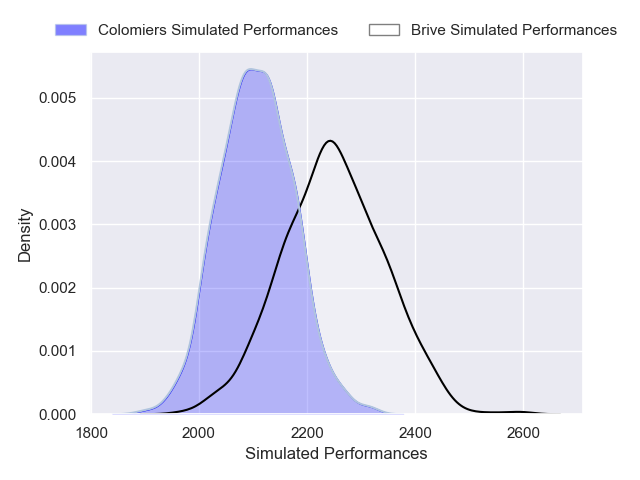 Colomiers Simulated Performances
Brive Simulated Performances
0.005
0.004
0.003
0.002
0.001
0.000
Density
1800 2000 2200 2400 2600
Simulated Performances